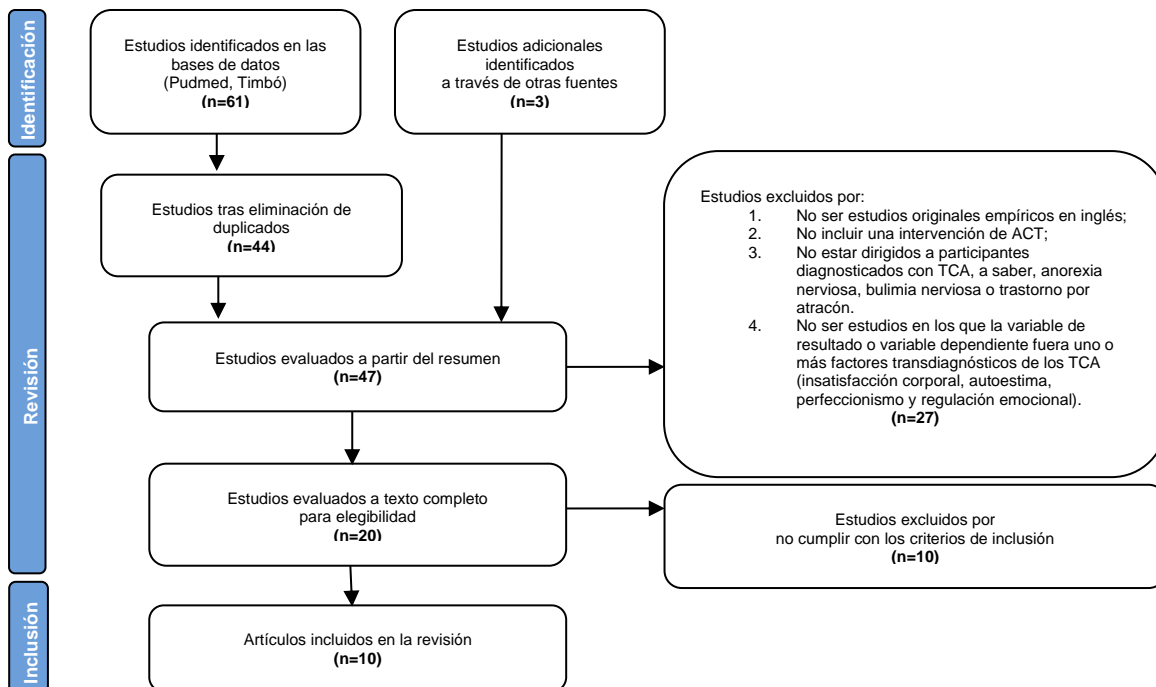 Identificación
Estudios identificados en las
bases de datos
(Pudmed, Timbó)
(n=61)
Estudios adicionales
identificados
a través de otras fuentes
(n=3)
Revisión
Estudios tras eliminación de
duplicados
(n=44)
Estudios excluidos por:
1. No ser estudios originales empíricos en inglés;
2. No incluir una intervención de ACT;
3. No estar dirigidos a participantes
diagnosticados con TCA, a saber, anorexia
nerviosa, bulimia nerviosa o trastorno por
atracón.
4. No ser estudios en los que la variable de
resultado o variable dependiente fuera uno o
más factores transdiagnósticos de los TCA
(insatisfacción corporal, autoestima,
perfeccionismo y regulación emocional).
(n=27)
Estudios evaluados a partir del resumen
(n=47)
Estudios evaluados a texto completo
para elegibilidad
(n=20)
Estudios excluidos por
no cumplir con los criterios de inclusión
(n=10)
Inclusión
Artículos incluidos en la revisión
(n=10)